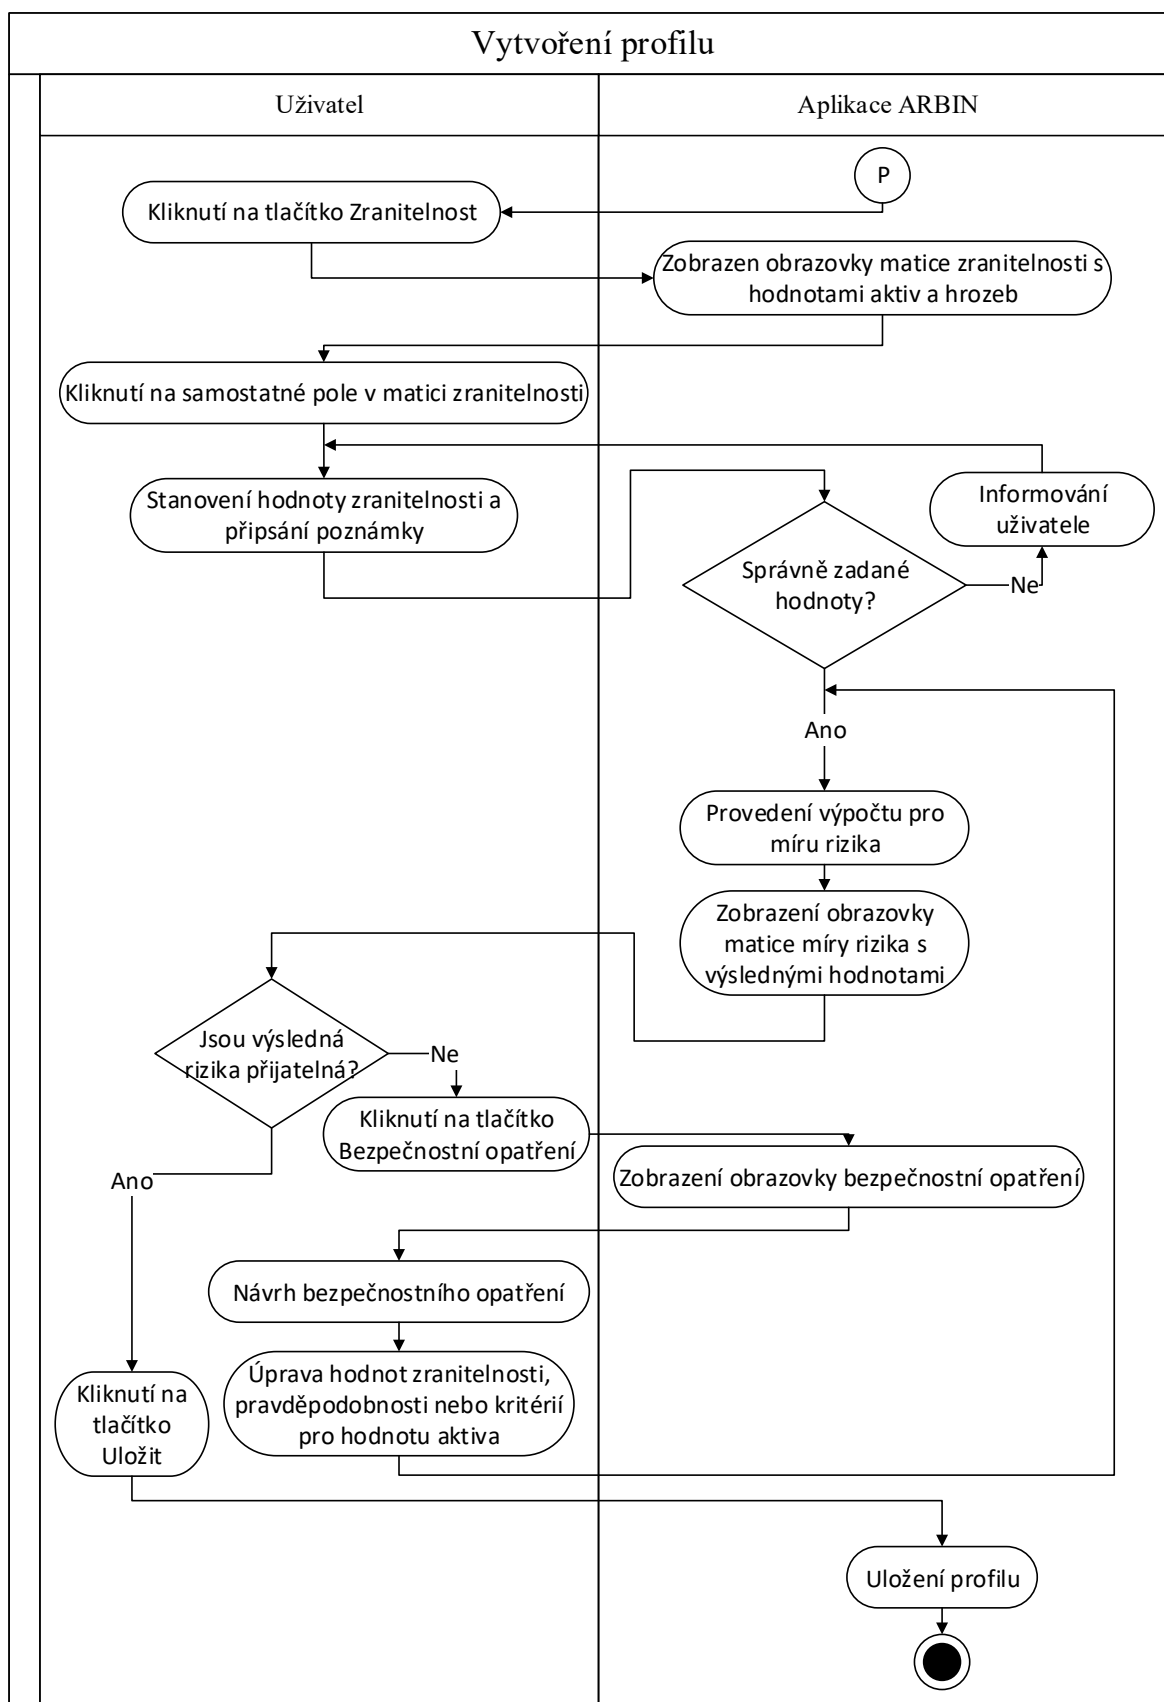 Vytvoření profilu
Uživatel
Aplikace ARBIN
P
Kliknutí na tlačítko Zranitelnost
Zobrazen obrazovky matice zranitelnosti s
hodnotami aktiv a hrozeb
Kliknutí na samostatné pole v matici zranitelnosti
Stanovení hodnoty zranitelnosti a
připsání poznámky
Informování
uživatele
Správně zadané
hodnoty?
Ne
Ano
Provedení výpočtu pro
míru rizika
Zobrazení obrazovky
matice míry rizika s
výslednými hodnotami
Jsou výsledná
rizika přijatelná?
Ne
Kliknutí na tlačítko
Bezpečnostní opatření
Zobrazení obrazovky bezpečnostní opatření
Ano
Návrh bezpečnostního opatření
Úprava hodnot zranitelnosti,
pravděpodobnosti nebo kritérií
pro hodnotu aktiva
Kliknutí na
tlačítko
Uložit
Uložení profilu